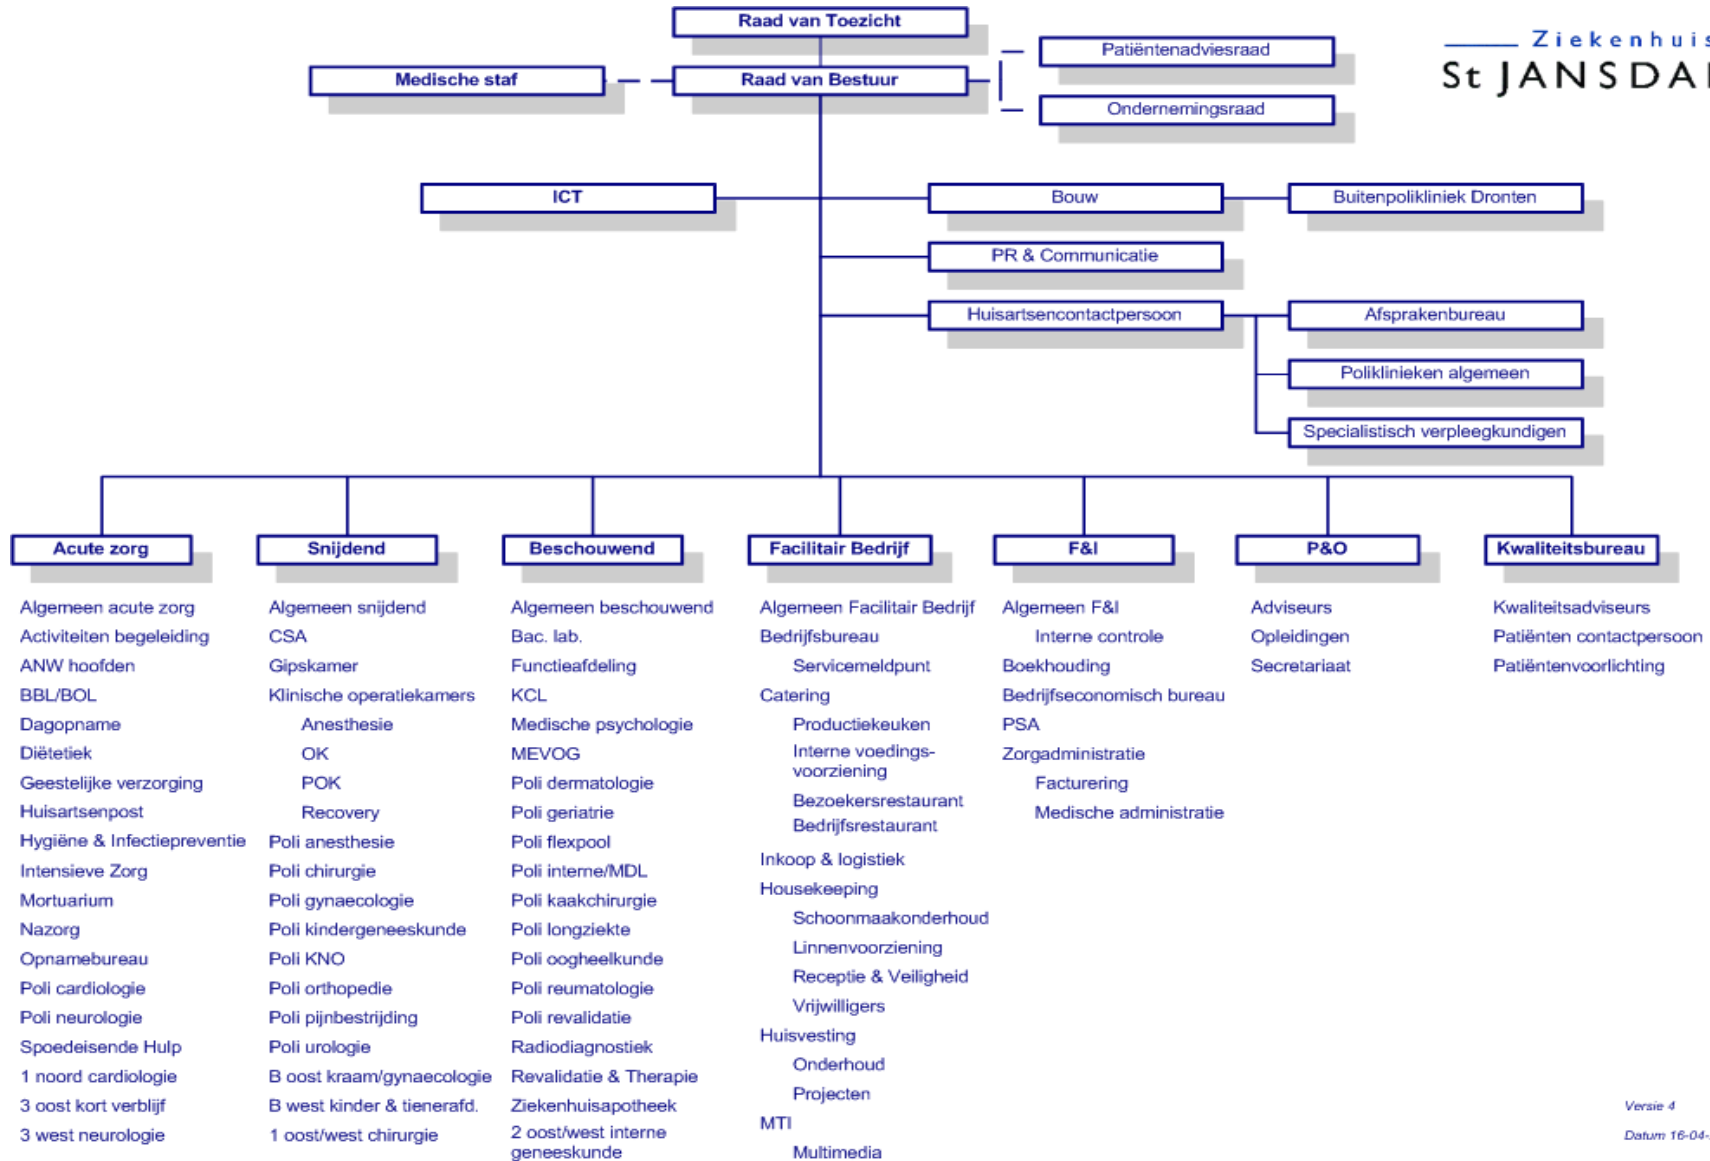 Raad van Toezicht
Ziekenhuis
St JANSDA
Patiëntenadviesraad
Medische staf
Raad van Bestuur
Ondernemingsraad
ICT
Bouw
Buitenpolikliniek Dronten
PR & Communicatie
Huisartsencontactpersoon
Afsprakenbureau
Poliklinieken algemeen
Specialistisch verpleegkundigen
Acute zorg
Algemeen acute zorg
Activiteiten begeleiding
ANW hoofden
BBL/BOL
Dagopname
Diëtetiek
Geestelijke verzorging
Huisartsenpost
Hygiëne & Infectiepreventie
Intensieve Zorg
Mortuarium
Nazorg
Opnamebureau
Poli cardiologie
Poli neurologie
Spoedeisende Hulp
1 noord cardiologie
3 oost kort verblijf
3 west neurologie
Snijdend
Algemeen snijdend
CSA
Gipskamer
Klinische operatiekamers
Anesthesie
OK
POK
Recovery
Poli anesthesie
Poli chirurgie
Poli gynaecologie
Poli kindergeneeskunde
Poli KNO
Poli orthopedie
Poli pijnbestrijding
Poli urologie
B oost kraam/gynaecologie
B west kinder & tienerafd.
1 oost/west chirurgie
Beschouwend
Algemeen beschouwend
Bac. lab.
Functieafdeling
KCL
Medische psychologie
MEVOG
Poli dermatologie
Poli geriatrie
Poli flexpool
Poli interne/MDL
Poli kaakchirurgie
Poli longziekte
Poli oogheelkunde
Poli reumatologie
Poli revalidatie
Radiodiagnostiek
Revalidatie & Therapie
Ziekenhuisapotheek
2 oost/west interne
geneeskunde
Facilitair Bedrijf
Algemeen Facilitair Bedrijf
Bedrijfsbureau
Servicemeldpunt
Catering
Productiekeuken
Interne voedings-
voorziening
Bezoekersrestaurant
Bedrijfsrestaurant
Inkoop & logistiek
Housekeeping
Schoonmaakonderhoud
Linnenvoorziening
Receptie & Veiligheid
Vrijwilligers
Huisvesting
Onderhoud
Projecten
MTI
Multimedia
F&I
Algemeen F&I
Interne controle
Boekhouding
Bedrijfseconomisch bureau
PSA
Zorgadministratie
Facturering
Medische administratie
P&O
Adviseurs
Opleidingen
Secretariaat
Kwaliteitsbureau
Kwaliteitsadviseurs
Patiënten contactpersoon
Patiëntenvoorlichting
Versie 4
Datum 16-04-